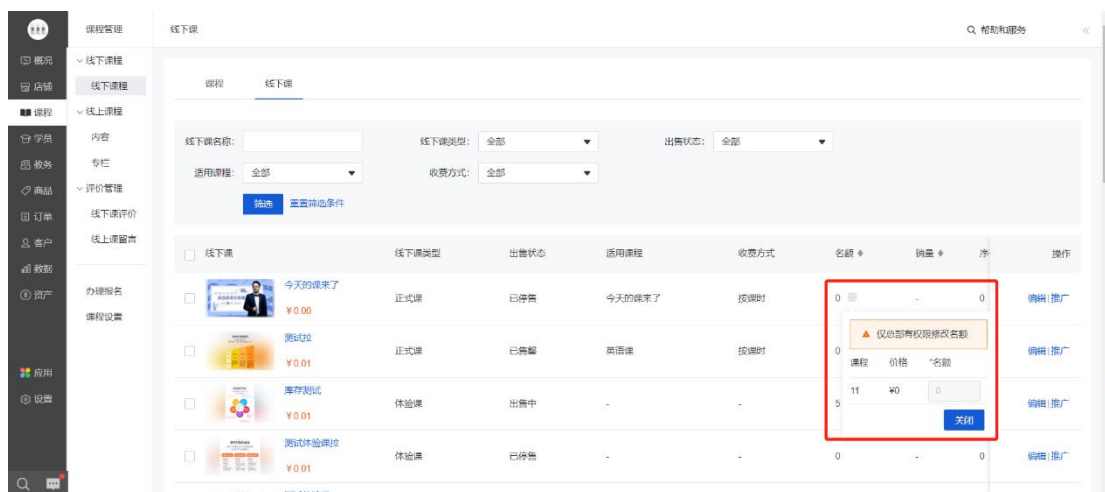 课程管理
线下课
帮助和服务
概况
店铺
课程
学员
教务
商品
订单
客户
数据
资产
应用
设置
线下课程
线下课程
线上课程
内容
专栏
评价管理
线下课评价
线上课留言
办理报名
课程设置
课程 线下课
线下课名称: 线下课类型: 全部 出售状态: 全部
适用课程: 全部 收费方式: 全部
筛选 重置筛选条件
线下课 线下课类型 出售状态 适用课程 收费方式 名额 销量 序 操作
今天的课来了
¥0.00
正式课 已停售 今天的课来了 按课时 0 - 0 编辑|推广
测试拉
¥0.01
正式课 已售罄 英语课 按课时 0 编辑|推广
库存测试
¥0.01
体验课 出售中 - - 5 编辑|推广
测试体验课拉
¥0.01
体验课 已停售 - - 0 - 0 编辑|推广
仅总部有权限修改名额
课程 价格 *名额
11 ¥0 0
关闭